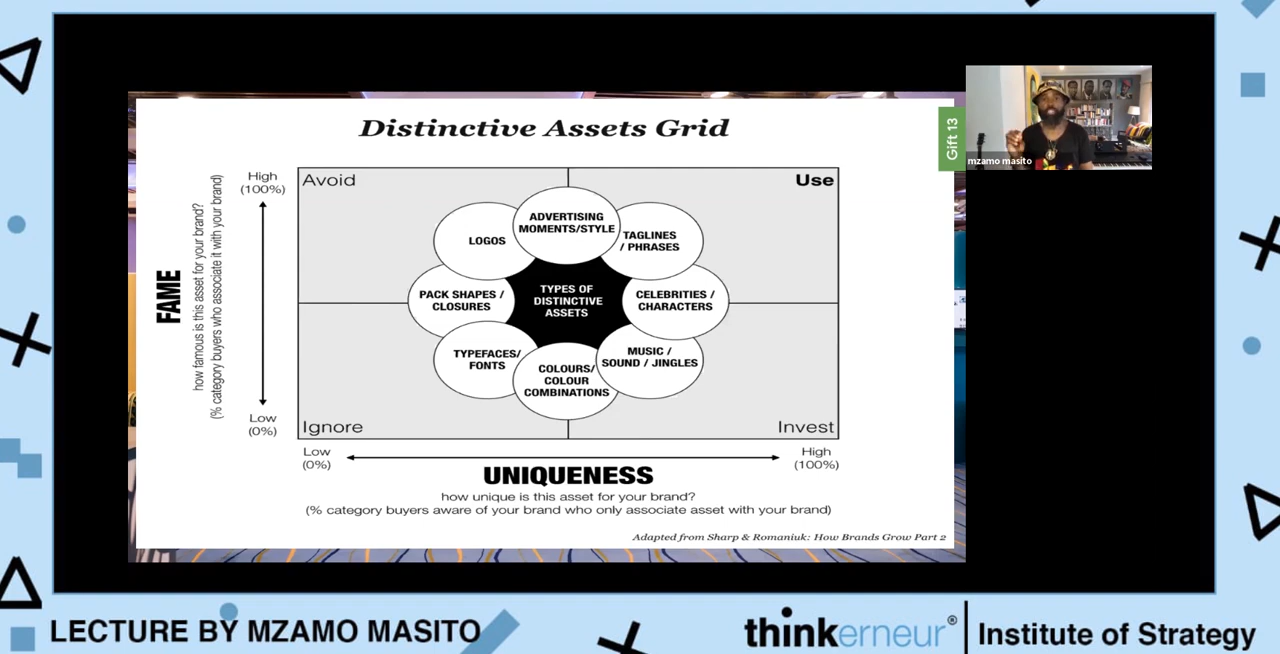 Distinctive Assets Grid
Gift 13
mzamo masito
High
(100%)
Avoid
Use
FAME
how famous is this asset for your brand?
(% category buyers who associate it with your brand)
ADVERTISING
MOMENTS/STYLE
LOGOS
TAGLINES
/ PHRASES
PACK SHAPES /
CLOSURES
TYPES OF
DISTINCTIVE
ASSETS
CELEBRITIES /
CHARACTERS
TYPEFACES/
FONTS
COLOURS/
COLOUR
COMBINATIONS
MUSIC /
SOUND / JINGLES
Low
(0%)
Ignore
Invest
Low
(0%)
High
(100%)
UNIQUENESS
how unique is this asset for your brand?
(% category buyers aware of your brand who only associate asset with your brand)
Adapted from Sharp & Romaniuk: How Brands Grow Part 2
LECTURE BY MZAMO MASITO
thinkerneur®
Institute of Strategy